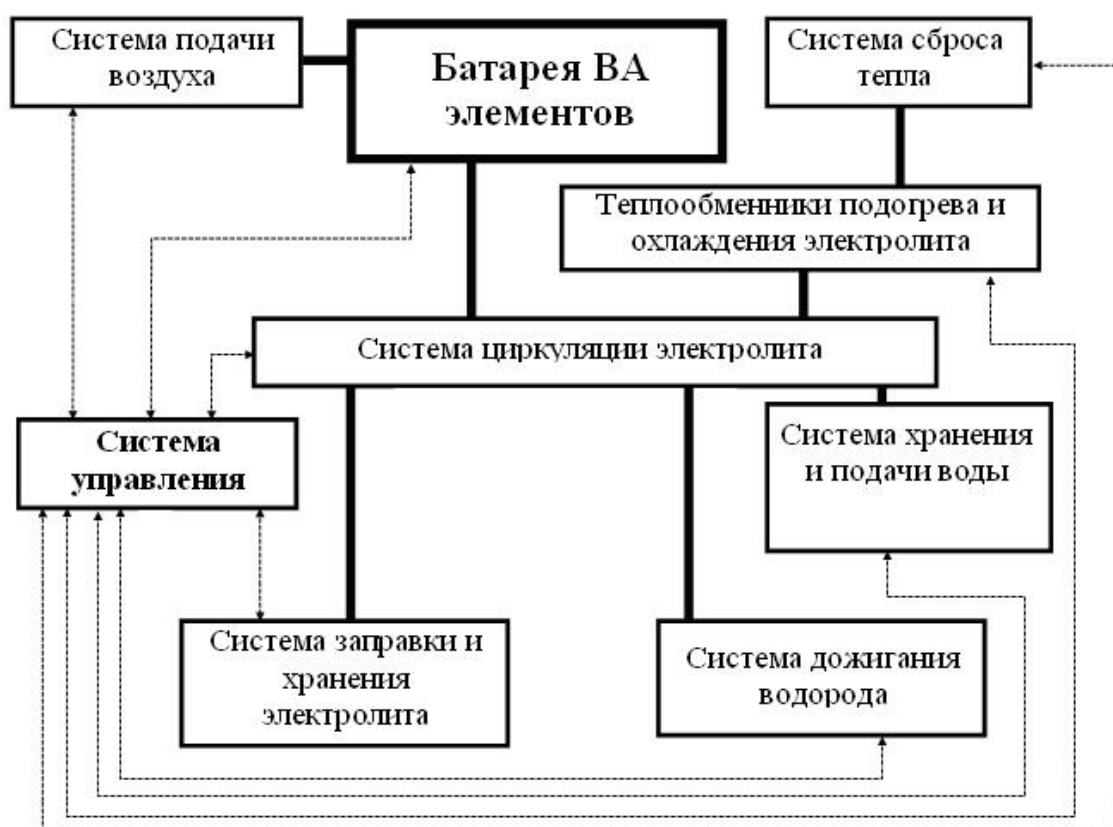 Система подачи
воздуха
Батарея ВА
элементов
Система сброса
тепла
Теплообменники подогрева и
охлаждения электролита
Система циркуляции электролита
Система
управления
Система хранения
и подачи воды
Система заправки и
хранения
электролита
Система дожигания
водорода